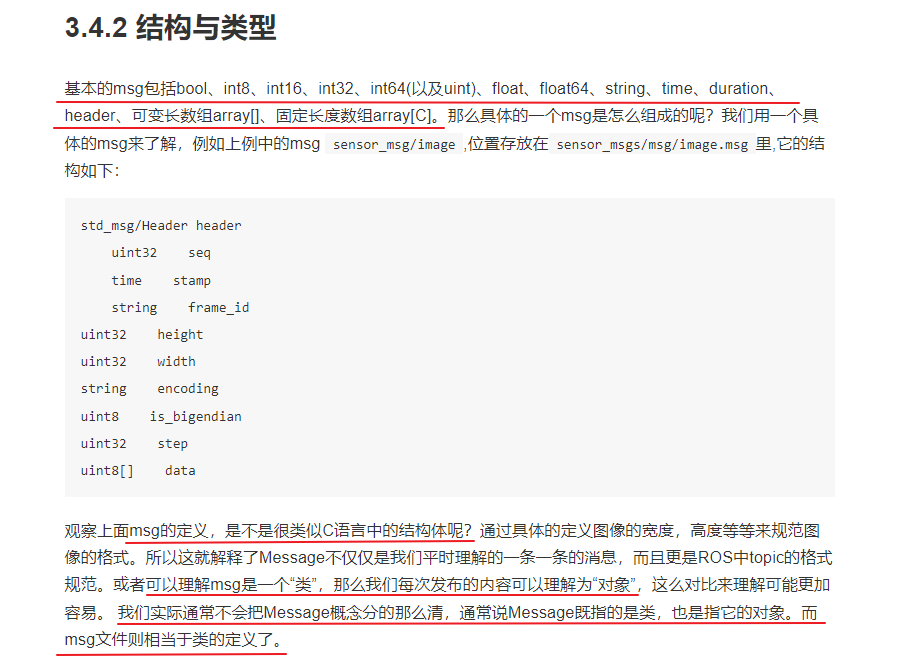 3.4.2 结构与类型
基本的msg包括bool、int8、int16、int32、int64(以及uint)、float、float64、string、time、duration、
header、可变长数组array[]、固定长度数组array[C]。那么具体的一个msg是怎么组成的呢？我们用一个具
体的msg来了解，例如上例中的msg sensor_msg/image ,位置存放在 sensor_msgs/msg/image.msg 里,它的结
构如下：
std_msg/Header header
    uint32    seq
    time    stamp
    string    frame_id
uint32    height
uint32    width
string    encoding
uint8    is_bigendian
uint32    step
uint8[]    data
观察上面msg的定义，是不是很类似C语言中的结构体呢？通过具体的定义图像的宽度，高度等等来规范图
像的格式。所以这就解释了Message不仅仅是我们平时理解的一条一条的消息，而且更是ROS中topic的格式
规范。或者可以理解msg是一个“类”，那么我们每次发布的内容可以理解为“对象”，这么对比来理解可能更加
容易。 我们实际通常不会把Message概念分的那么清，通常说Message既指的是类，也是指它的对象。而
msg文件则相当于类的定义了。